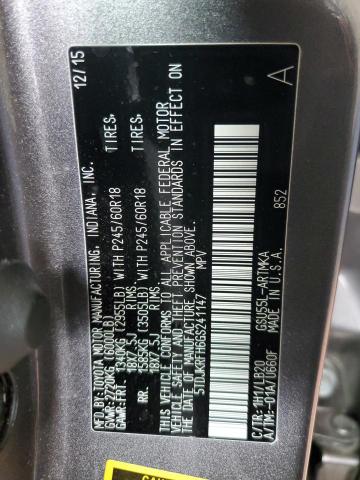 MFD.BY:TOYOTA MOTOR MANUFACTURING, INDIANA, INC. 12/15
GVWR:2720KG (6000LB)
GAWR:FRT. 1340KG (2955LB) WITH P245/60R18 TIRES,
18X7.5J RIMS,
RR. 1585KG (3505LB) WITH P245/60R18 TIRES,
18X7.5J RIMS,
THIS VEHICLE CONFORMS TO ALL APPLICABLE FEDERAL MOTOR
VEHICLE SAFETY AND THEFT PREVENTION STANDARDS IN EFFECT ON
THE DATE OF MANUFACTURE SHOWN ABOVE.
5TDJKRFH6GS241147 MPV
A
852
C/TR:1H1/LB20 GSU55L-ARTMKA
A/TM:-01A/U660F MADE IN U.S.A.